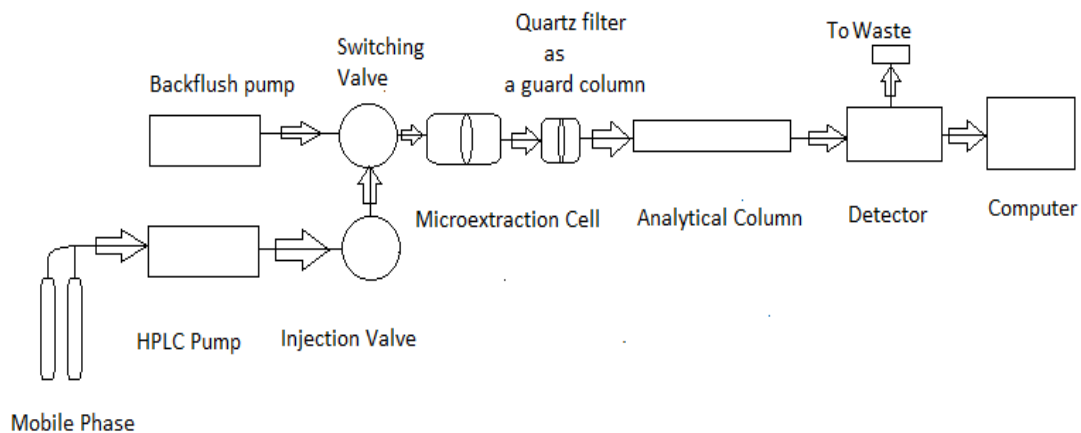 Quartz filter
as
a guard column
To Waste
Switching
Valve
Backflush pump
Microextraction Cell
Analytical Column
Detector
Computer
HPLC Pump
Injection Valve
Mobile Phase